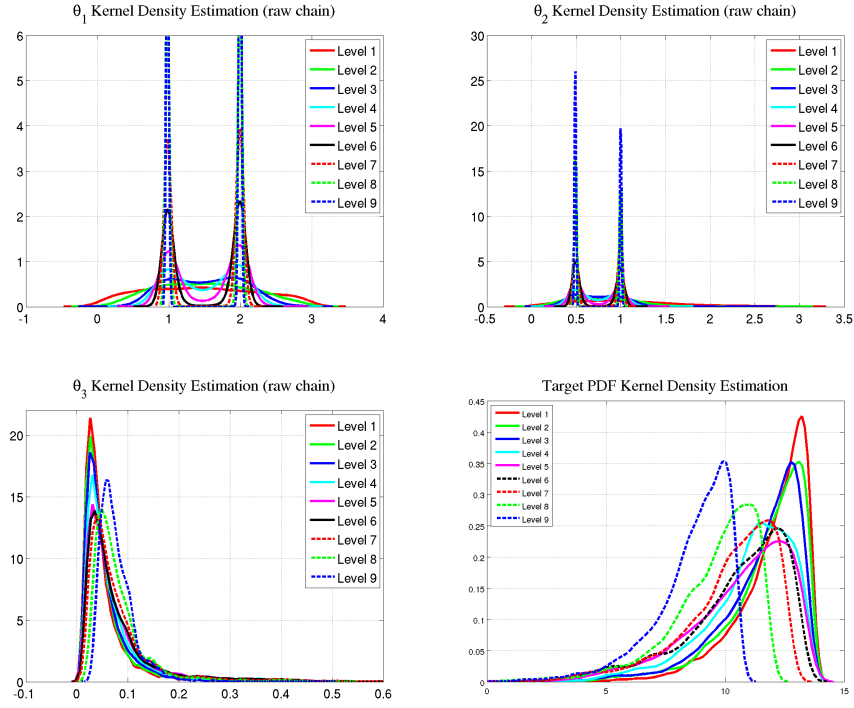 θ1 Kernel Density Estimation (raw chain)
6
5
4
3
2
1
0
-1
0
1
2
3
4
Level 1
Level 2
Level 3
Level 4
Level 5
Level 6
Level 7
Level 8
Level 9
θ2 Kernel Density Estimation (raw chain)
30
25
20
15
10
5
0
-0.5
0
0.5
1
1.5
2
2.5
3
3.5
Level 1
Level 2
Level 3
Level 4
Level 5
Level 6
Level 7
Level 8
Level 9
θ3 Kernel Density Estimation (raw chain)
20
15
10
5
0
-0.1
0
0.1
0.2
0.3
0.4
0.5
0.6
Level 1
Level 2
Level 3
Level 4
Level 5
Level 6
Level 7
Level 8
Level 9
Target PDF Kernel Density Estimation
0.45
0.4
0.35
0.3
0.25
0.2
0.15
0.1
0.05
0
0
5
10
15
Level 1
Level 2
Level 3
Level 4
Level 5
Level 6
Level 7
Level 8
Level 9